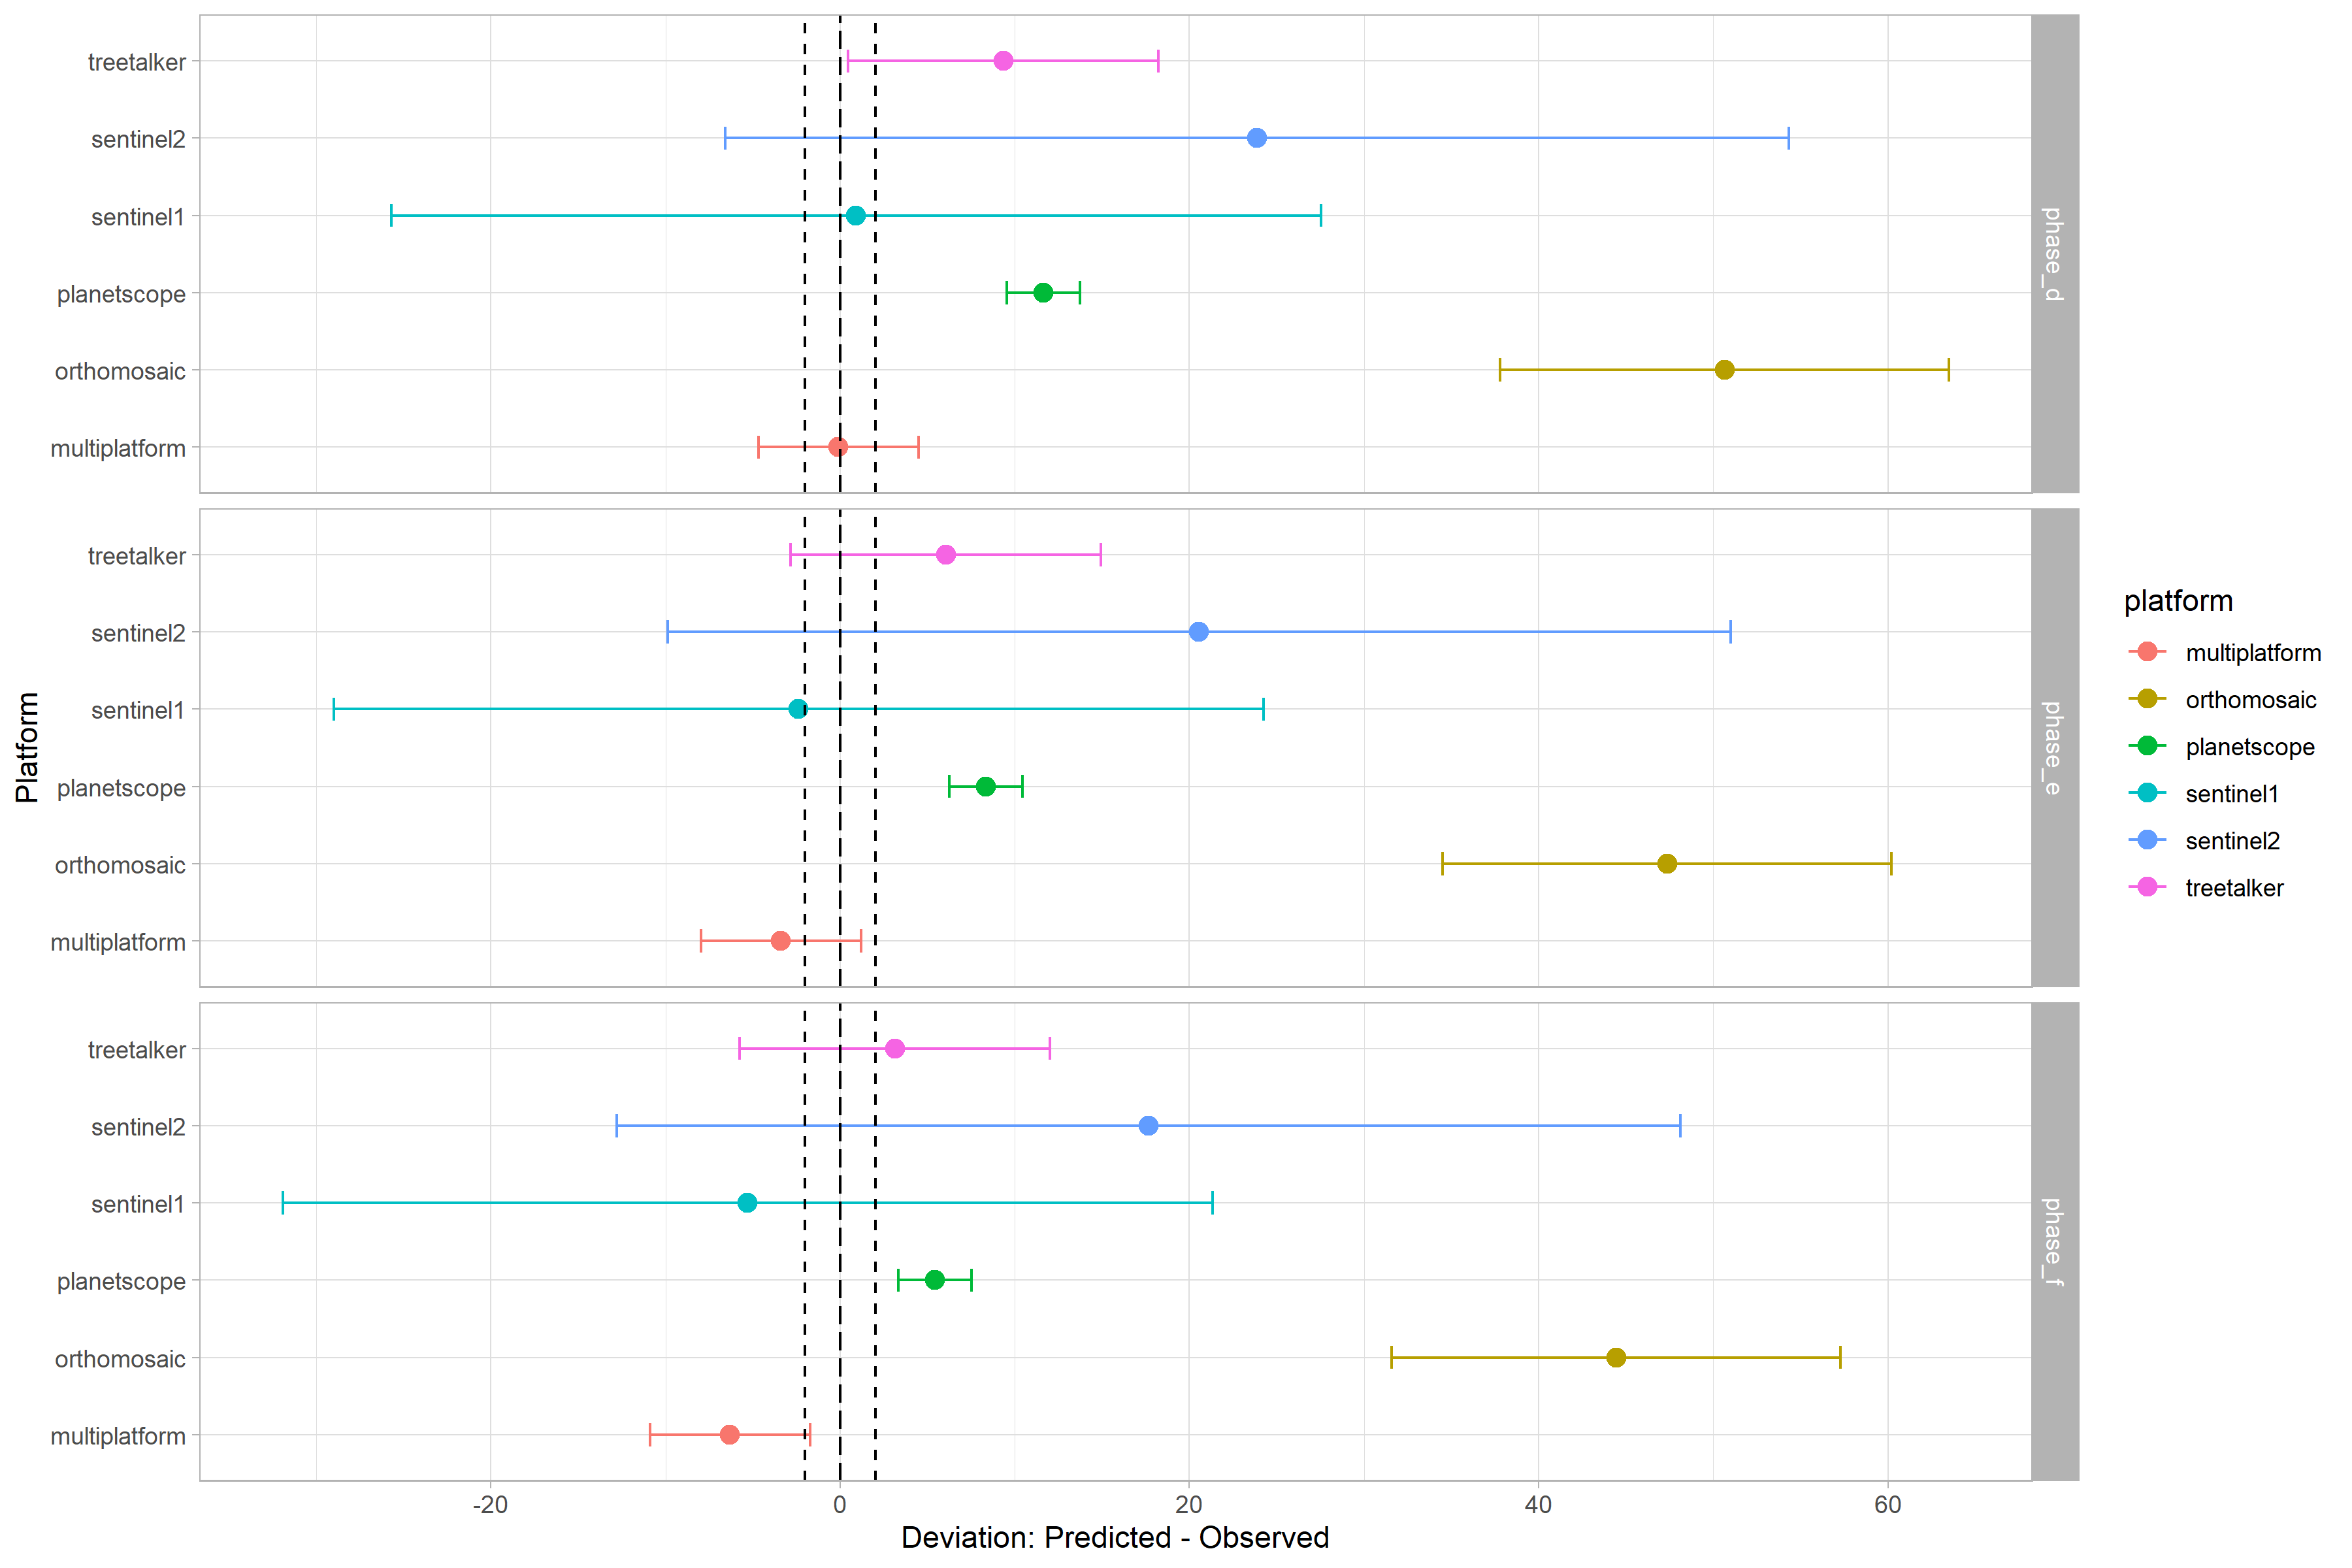 treetalker
sentinel2
sentinel1
planetscope
orthomosaic
multiplatform
phase_d
treetalker
sentinel2
sentinel1
planetscope
orthomosaic
multiplatform
phase_e
treetalker
sentinel2
sentinel1
planetscope
orthomosaic
multiplatform
phase_f
Platform
-20 0 20 40 60
Deviation: Predicted - Observed
platform
multiplatform
orthomosaic
planetscope
sentinel1
sentinel2
treetalker